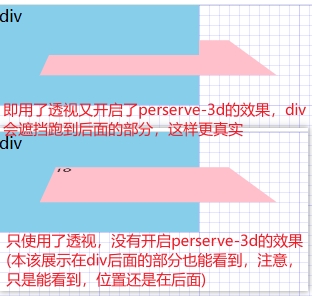 div
即用了透视又开启了perserve-3d的效果，div
会遮挡跑到后面的部分，这样更真实
div
只使用了透视，没有开启perserve-3d的效果
(本该展示在div后面的部分也能看到，注意，
只是能看到，位置还是在后面)